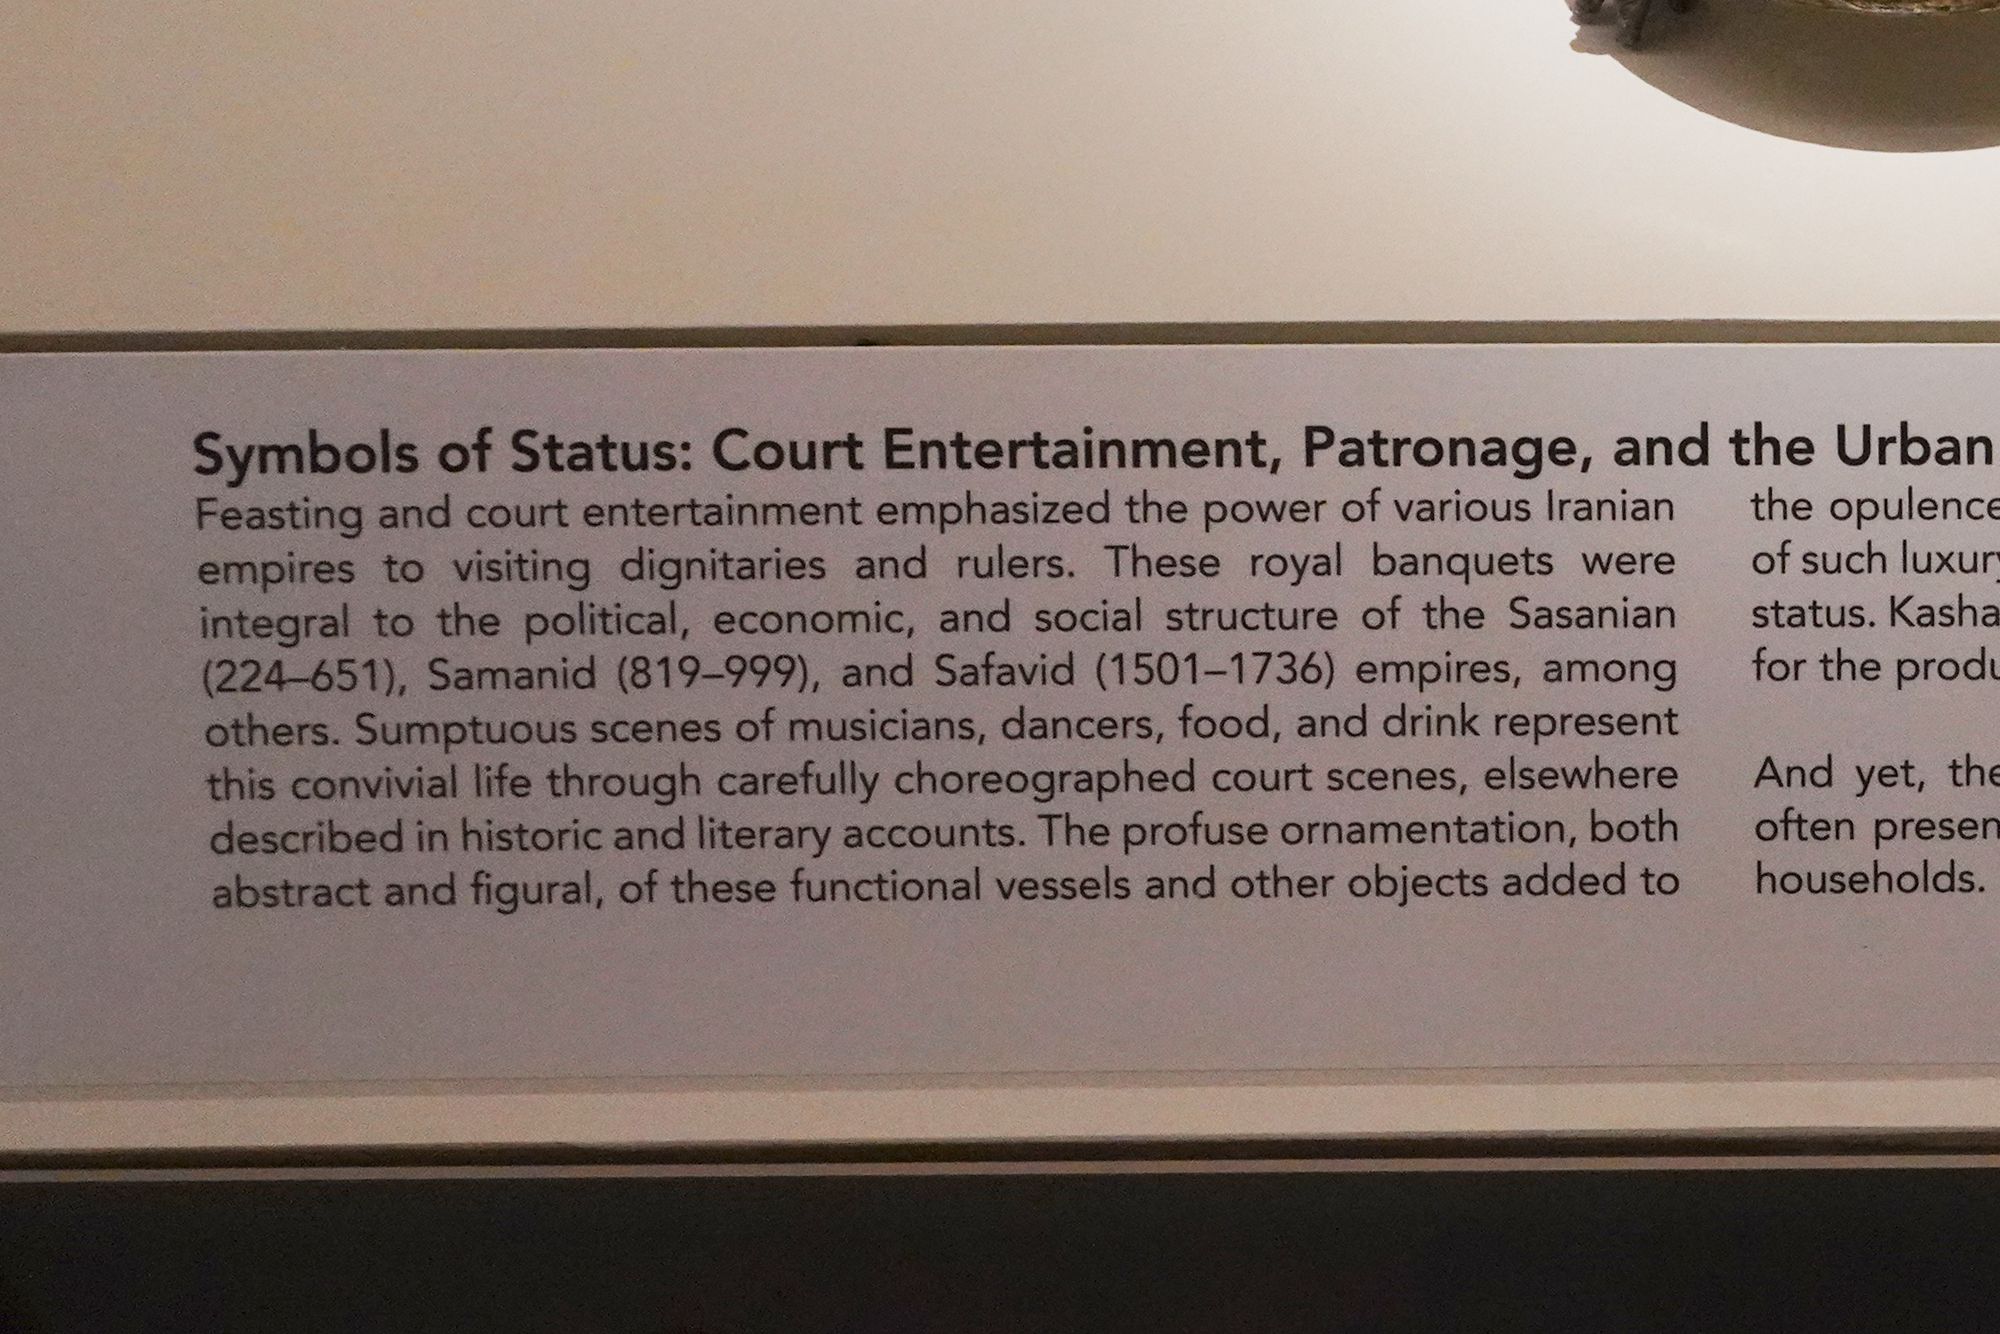 Symbols of Status: Court Entertainment, Patronage, and the Urban
Feasting and court entertainment emphasized the power of various Iranian
empires to visiting dignitaries and rulers. These royal banquets were
integral to the political, economic, and social structure of the Sasanian
(224–651), Samanid (819–999), and Safavid (1501–1736) empires, among
others. Sumptuous scenes of musicians, dancers, food, and drink represent
this convivial life through carefully choreographed court scenes, elsewhere
described in historic and literary accounts. The profuse ornamentation, both
abstract and figural, of these functional vessels and other objects added to
the opulence
of such luxury
status. Kasha
for the produ
And yet, the
often presen
households.